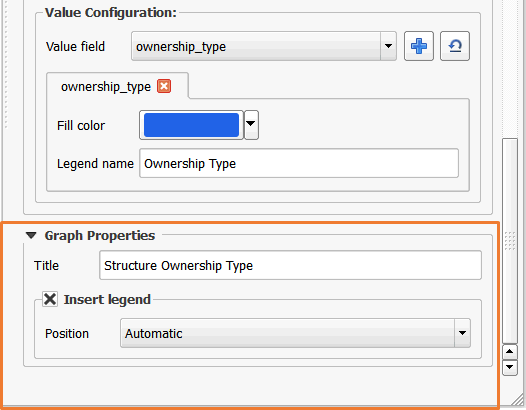 Value Configuration:
Value field ownership_type
ownership_type
Fill color
Legend name Ownership Type
Graph Properties
Title Structure Ownership Type
Insert legend
Position Automatic